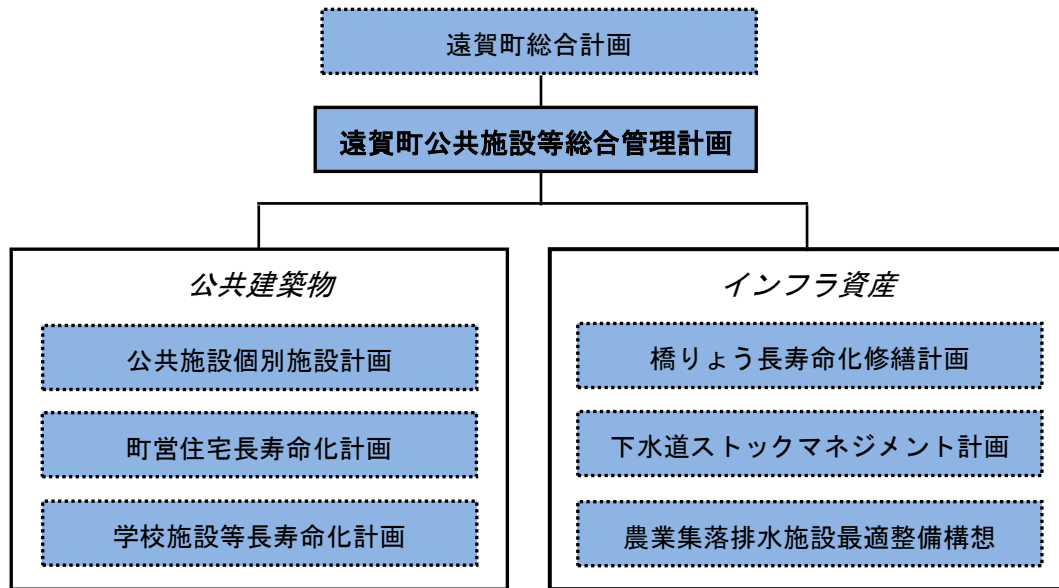 遠賀町総合計画
遠賀町公共施設等総合管理計画
公共建築物
公共施設個別施設計画
町営住宅長寿命化計画
学校施設等長寿命化計画
インフラ資産
橋りょう長寿命化修繕計画
下水道ストックマネジメント計画
農業集落排水施設最適整備構想